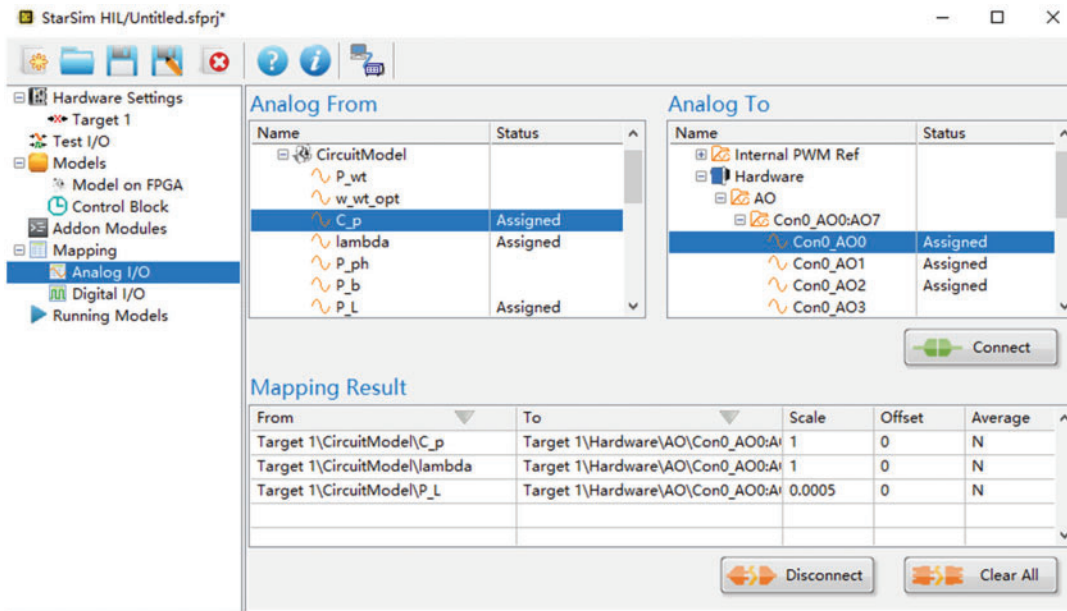 StarSim HIL/Untitled.sfprj*
Hardware Settings
Target 1
Test I/O
Models
Model on FPGA
Control Block
Addon Modules
Mapping
Analog I/O
Digital I/O
Running Models
Analog From
Name Status
CircuitModel
P_wt
w_wt_opt
C_p Assigned
lambda Assigned
P_ph
P_b
P_L Assigned
Analog To
Name Status
Internal PWM Ref
Hardware
AO
Con0_AO0:AO7
Con0_AO0 Assigned
Con0_AO1 Assigned
Con0_AO2 Assigned
Con0_AO3
Connect
Mapping Result
From To Scale Offset Average
Target 1\CircuitModel\C_p Target 1\Hardware\AO\Con0_AO0:A 1 0 N
Target 1\CircuitModel\lambda Target 1\Hardware\AO\Con0_AO0:A 1 0 N
Target 1\CircuitModel\P_L Target 1\Hardware\AO\Con0_AO0:A 0.0005 0 N
Disconnect
Clear All